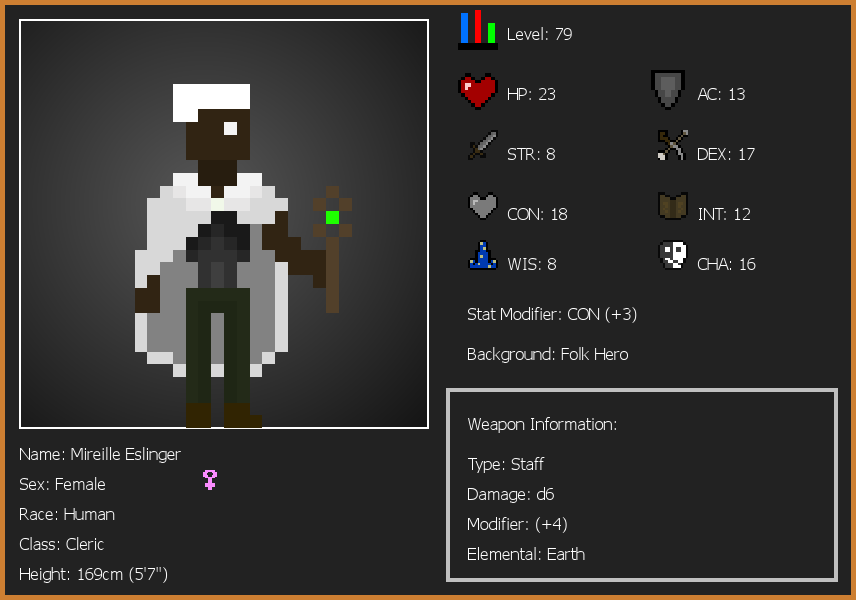 Level: 79
HP: 23
AC: 13
STR: 8
DEX: 17
CON: 18
INT: 12
WIS: 8
CHA: 16
Stat Modifier: CON (+3)
Background: Folk Hero
Weapon Information:
Type: Staff
Damage: d6
Modifier: (+4)
Elemental: Earth
Name: Mireille Eslinger
Sex: Female
Race: Human
Class: Cleric
Height: 169cm (5'7")